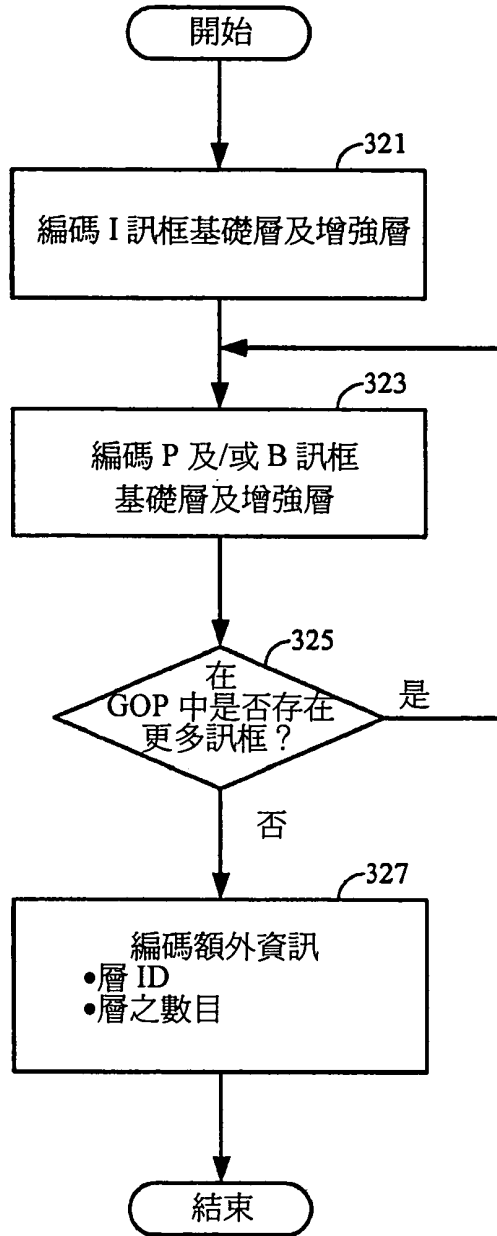 開始
321
編碼 I 訊框基礎層及增強層
323
編碼 P 及/或 B 訊框
基礎層及增強層
325
在
GOP 中是否存在
更多訊框？
是
否
327
編碼額外資訊
•層 ID
•層之數目
結束